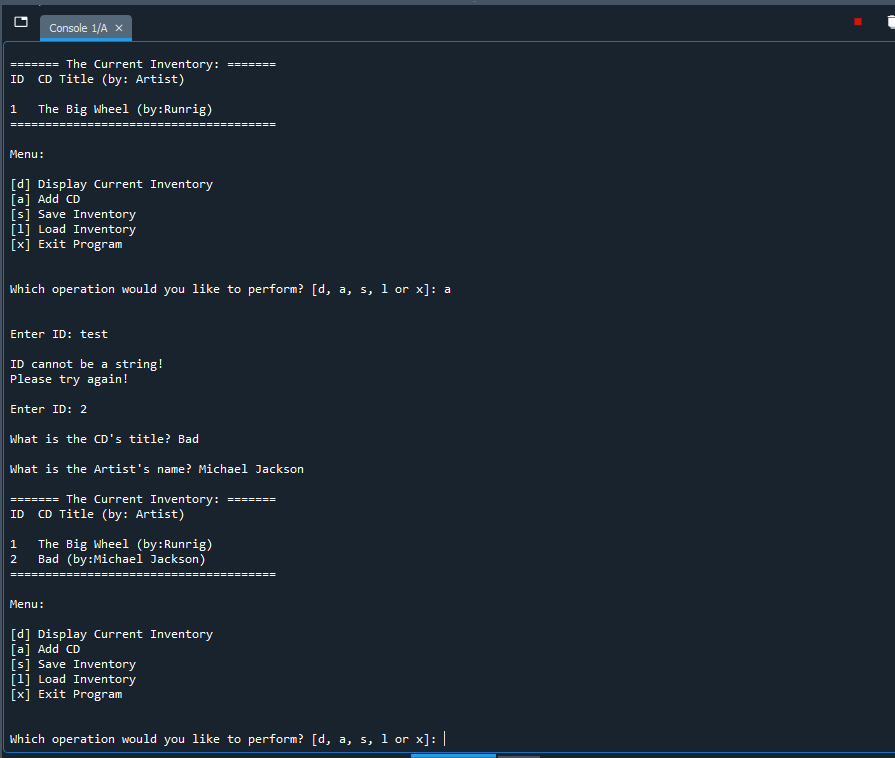 Console 1/A ×
======= The Current Inventory: =======
ID  CD Title (by: Artist)
1   The Big Wheel (by:Runrig)
======================================
Menu:
[d] Display Current Inventory
[a] Add CD
[s] Save Inventory
[l] Load Inventory
[x] Exit Program
Which operation would you like to perform? [d, a, s, l or x]: a
Enter ID: test
ID cannot be a string!
Please try again!
Enter ID: 2
What is the CD's title? Bad
What is the Artist's name? Michael Jackson
======= The Current Inventory: =======
ID  CD Title (by: Artist)
1   The Big Wheel (by:Runrig)
2   Bad (by:Michael Jackson)
======================================
Menu:
[d] Display Current Inventory
[a] Add CD
[s] Save Inventory
[l] Load Inventory
[x] Exit Program
Which operation would you like to perform? [d, a, s, l or x]: